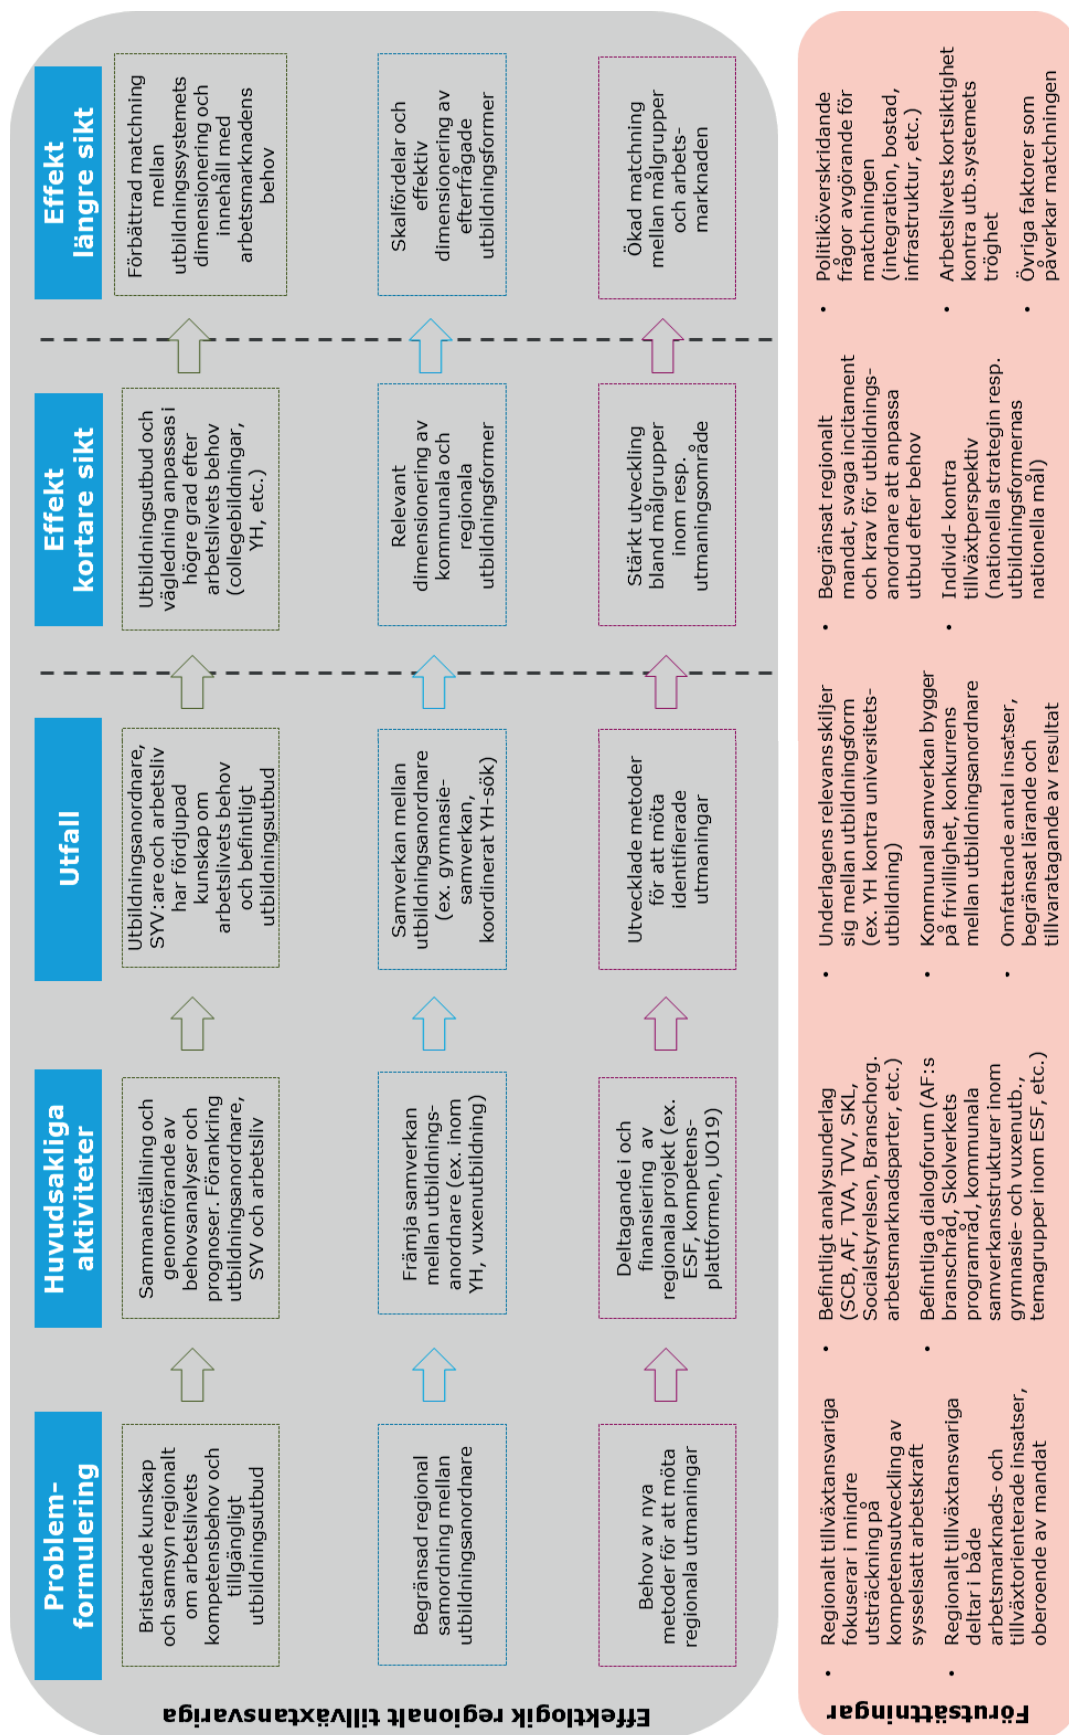 Effektlogik regionalt tillväxtansvariga
Problem-
formulering
Huvudsakliga
aktiviteter
Utfall
Effekt
kortare sikt
Effekt
längre sikt
Bristande kunskap
och samsyn regionalt
om arbetslivets
kompetensbehov och
tillgängligt
utbildningsutbud
Sammanställning och
genomförande av
behovsanalyser och
prognoser. Förankring
utbildningsanordnare,
SYV och arbetsliv
Utbildningsanordnare,
SYV:are och arbetsliv
har fördjupad
kunskap om
arbetslivets behov
och befintligt
utbildningsutbud
Utbildningsutbud och
vägledning anpassas i
högre grad efter
arbetslivets behov
(collegebildningar,
YH, etc.)
Förbättrad matchning
mellan
utbildningssystemets
dimensionering och
innehåll med
arbetsmarknadens
behov
Begränsad regional
samordning mellan
utbildningsanordnare
Främja samverkan
mellan utbildnings-
anordnare (ex. inom
YH, vuxenutbildning)
Samverkan mellan
utbildningsanordnare
(ex. gymnasie-
samverkan,
koordinerat YH-sök)
Relevant
dimensionering av
kommunala och
regionala
utbildningsformer
Skalfördelar och
effektiv
dimensionering av
efterfrågade
utbildningsformer
Behov av nya
metoder för att möta
regionala utmaningar
Deltagande i och
finansiering av
regionala projekt (ex.
ESF, kompetens-
plattformen, UO19)
Utvecklade metoder
för att möta
identifierade
utmaningar
Stärkt utveckling
bland målgrupper
inom resp.
utmaningsområde
Ökad matchning
mellan målgrupper
och arbets-
marknaden
Förutsättningar
• Regionalt tillväxtansvariga
fokuserar i mindre
utsträckning på
kompetensutveckling av
sysselsatt arbetskraft
• Regionalt tillväxtansvariga
deltar i både
arbetsmarknads- och
tillväxtorienterade insatser,
oberoende av mandat
• Befintligt analysunderlag
(SCB, AF, TVA, TVV, SKL,
Socialstyrelsen, Branschorg.
arbetsmarknadsparter, etc.)
• Befintliga dialogforum (AF:s
branschråd, Skolverkets
programråd, kommunala
samverkansstrukturer inom
gymnasie- och vuxenutb.,
temagrupper inom ESF, etc.)
• Underlagens relevans skiljer
sig mellan utbildningsform
(ex. YH kontra universitets-
utbildning)
• Kommunal samverkan bygger
på frivillighet, konkurrens
mellan utbildningsanordnare
• Omfattande antal insatser,
begränsat lärande och
tillvaratagande av resultat
• Begränsat regionalt
mandat, svaga incitament
och krav för utbildnings-
anordnare att anpassa
utbud efter behov
• Individ- kontra
tillväxtperspektiv
(nationella strategin resp.
utbildningsformernas
nationella mål)
• Politiköverskridande
frågor avgörande för
matchningen
(integration, bostad,
infrastruktur, etc.)
• Arbetslivets kortsiktighet
kontra utb.systemets
tröghet
• Övriga faktorer som
påverkar matchningen